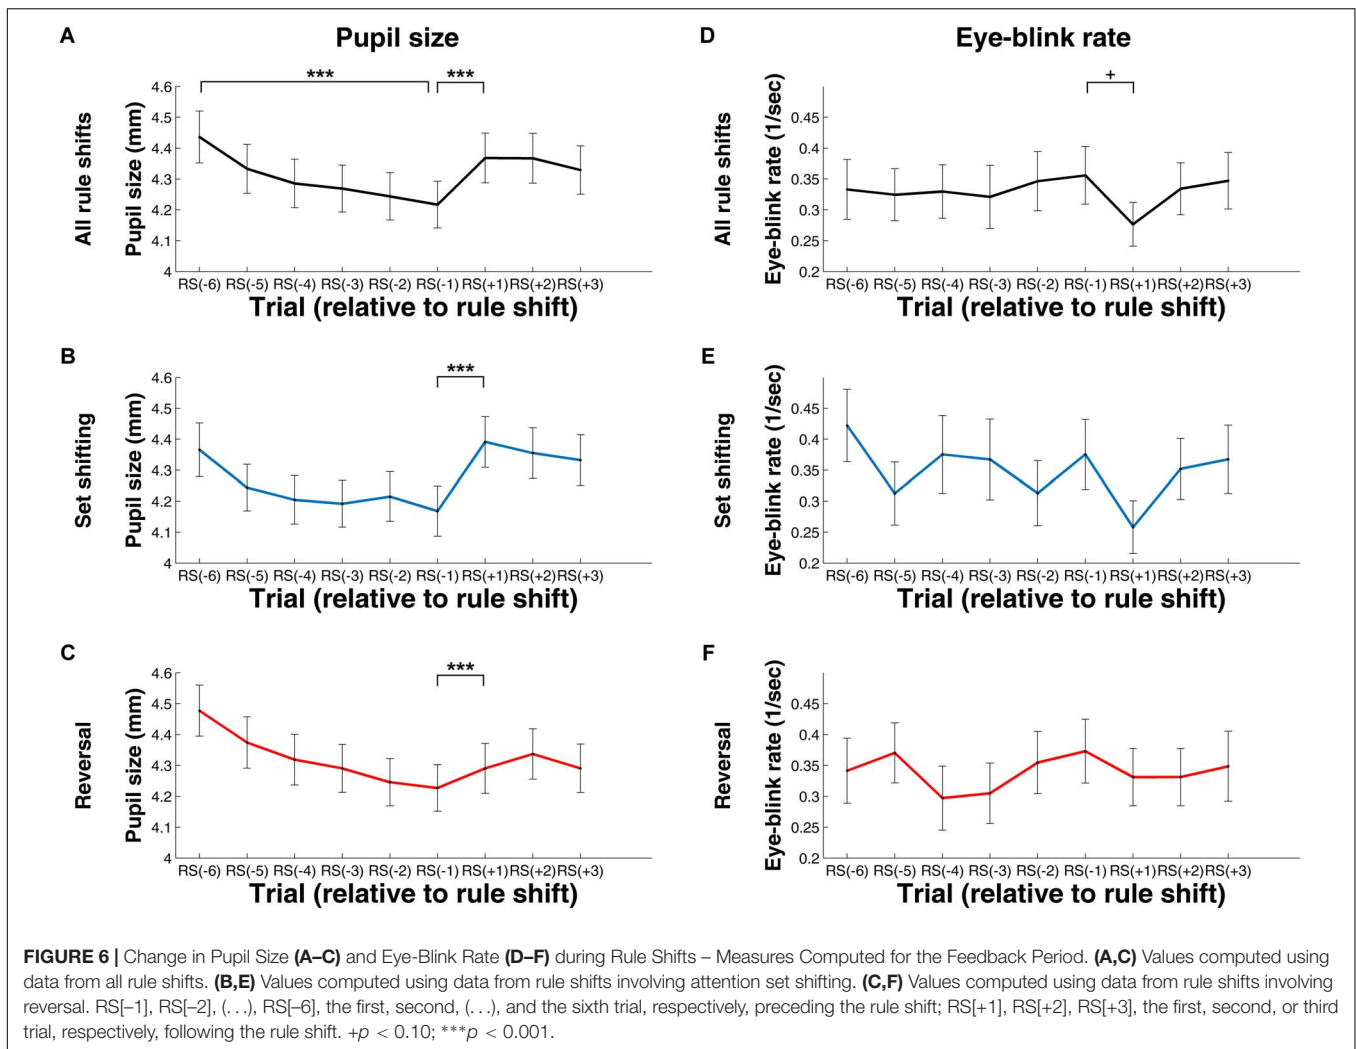 A
Pupil size
D
Eye-blink rate
All rule shifts
Pupil size (mm)
4.6
4.5
4.4
4.3
4.2
4.1
4
***
***
RS(-6) RS(-5) RS(-4) RS(-3) RS(-2) RS(-1) RS(+1) RS(+2) RS(+3)
Trial (relative to rule shift)
All rule shifts
Eye-blink rate (1/sec)
0.45
0.4
0.35
0.3
0.25
0.2
+
RS(-6) RS(-5) RS(-4) RS(-3) RS(-2) RS(-1) RS(+1) RS(+2) RS(+3)
Trial (relative to rule shift)
B
Set shifting
Pupil size (mm)
4.6
4.5
4.4
4.3
4.2
4.1
4
***
RS(-6) RS(-5) RS(-4) RS(-3) RS(-2) RS(-1) RS(+1) RS(+2) RS(+3)
Trial (relative to rule shift)
E
Set shifting
Eye-blink rate (1/sec)
0.45
0.4
0.35
0.3
0.25
0.2
RS(-6) RS(-5) RS(-4) RS(-3) RS(-2) RS(-1) RS(+1) RS(+2) RS(+3)
Trial (relative to rule shift)
C
Reversal
Pupil size (mm)
4.6
4.5
4.4
4.3
4.2
4.1
4
***
RS(-6) RS(-5) RS(-4) RS(-3) RS(-2) RS(-1) RS(+1) RS(+2) RS(+3)
Trial (relative to rule shift)
F
Reversal
Eye-blink rate (1/sec)
0.45
0.4
0.35
0.3
0.25
0.2
RS(-6) RS(-5) RS(-4) RS(-3) RS(-2) RS(-1) RS(+1) RS(+2) RS(+3)
Trial (relative to rule shift)
FIGURE 6 | Change in Pupil Size (A–C) and Eye-Blink Rate (D–F) during Rule Shifts – Measures Computed for the Feedback Period. (A,C) Values computed using
data from all rule shifts. (B,E) Values computed using data from rule shifts involving attention set shifting. (C,F) Values computed using data from rule shifts involving
reversal. RS[–1], RS[–2], (. . .), RS[–6], the first, second, (. . .), and the sixth trial, respectively, preceding the rule shift; RS[+1], RS[+2], RS[+3], the first, second, or third
trial, respectively, following the rule shift. +p < 0.10; ***p < 0.001.